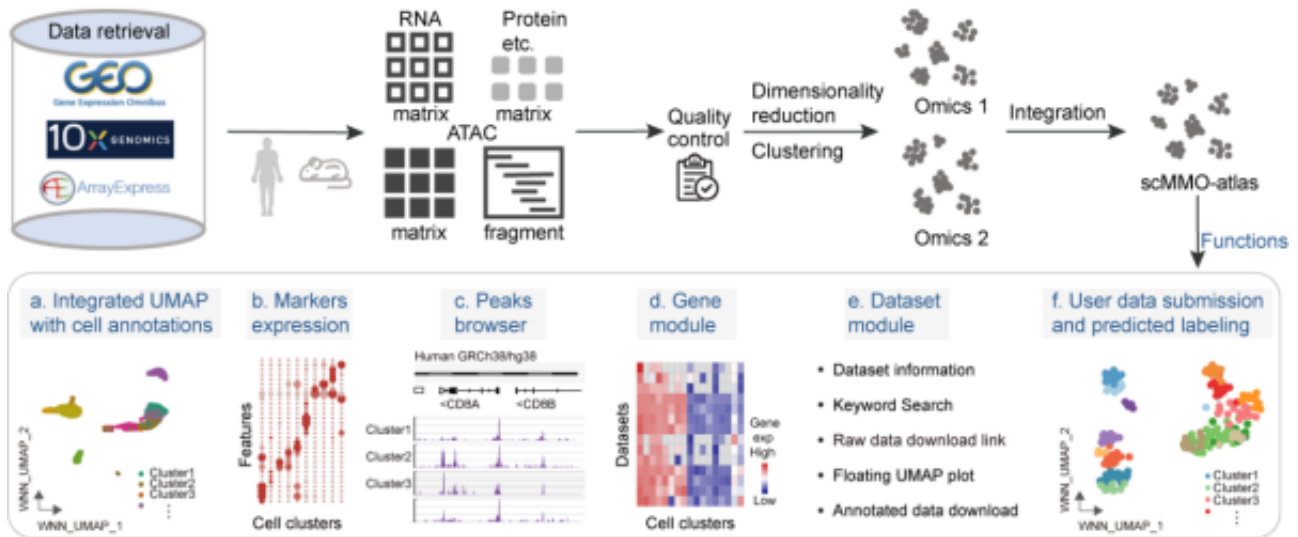 Data retrieval
GEO
Gene Expression Omnibus
10X GENOMICS
AE ArrayExpress
RNA
matrix
Protein
etc.
matrix
ATAC
matrix
fragment
Quality
control
Dimensionality
reduction
Clustering
Omics 1
Omics 2
Integration
scMMO-atlas
Functions
a. Integrated UMAP
with cell annotations
WNN_UMAP_2
WNN_UMAP_1
Cluster1
Cluster2
Cluster3
b. Markers
expression
Features
Cell clusters
c. Peaks
browser
Human GRCh38/hg38
<CD8A
<CD8B
Cluster1
Cluster2
Cluster3
d. Gene
module
Datasets
Cell clusters
Gene
exp
High
Low
e. Dataset
module
• Dataset information
• Keyword Search
• Raw data download link
• Floating UMAP plot
• Annotated data download
f. User data submission
and predicted labeling
WNN_UMAP_2
WNN_UMAP_1
Cluster1
Cluster2
Cluster3